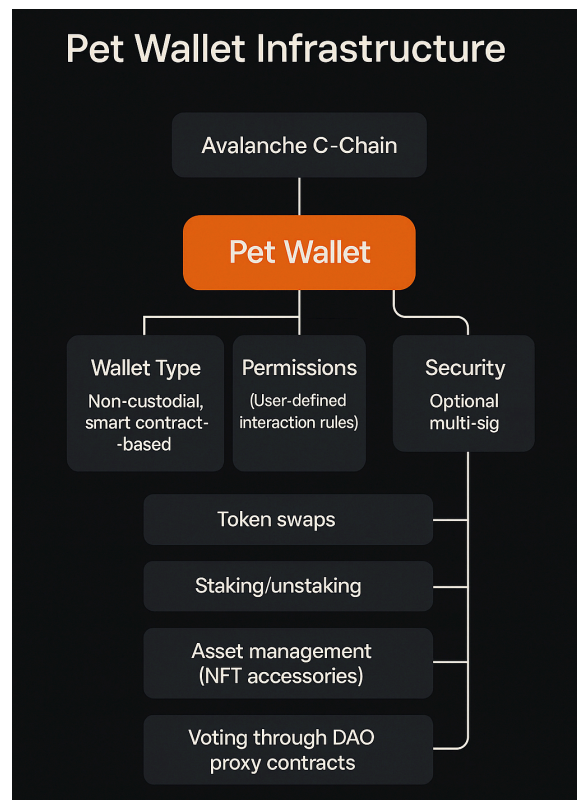 Pet Wallet Infrastructure
Avalanche C-Chain
Pet Wallet
Wallet Type
Non-custodial,
smart contract-
-based
Permissions
(User-defined
interaction rules)
Security
Optional
multi-sig
Token swaps
Staking/unstaking
Asset management
(NFT accessories)
Voting through DAO
proxy contracts